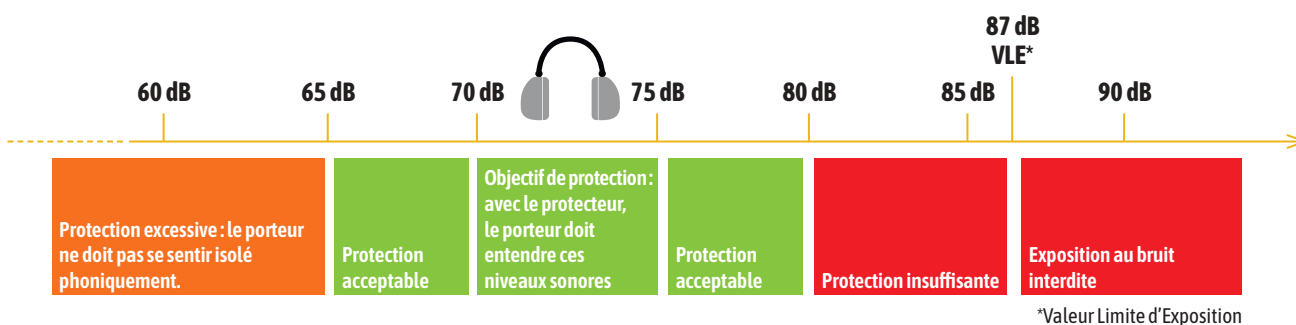 87 dB
VLE*
60 dB
65 dB
70 dB
75 dB
80 dB
85 dB
90 dB
Protection excessive : le porteur
ne doit pas se sentir isolé
phoniquement.
Protection
acceptable
Objectif de protection :
avec le protecteur,
le porteur doit
entendre ces
niveaux sonores
Protection
acceptable
Protection insuffisante
Exposition au bruit
interdite
*Valeur Limite d’Exposition